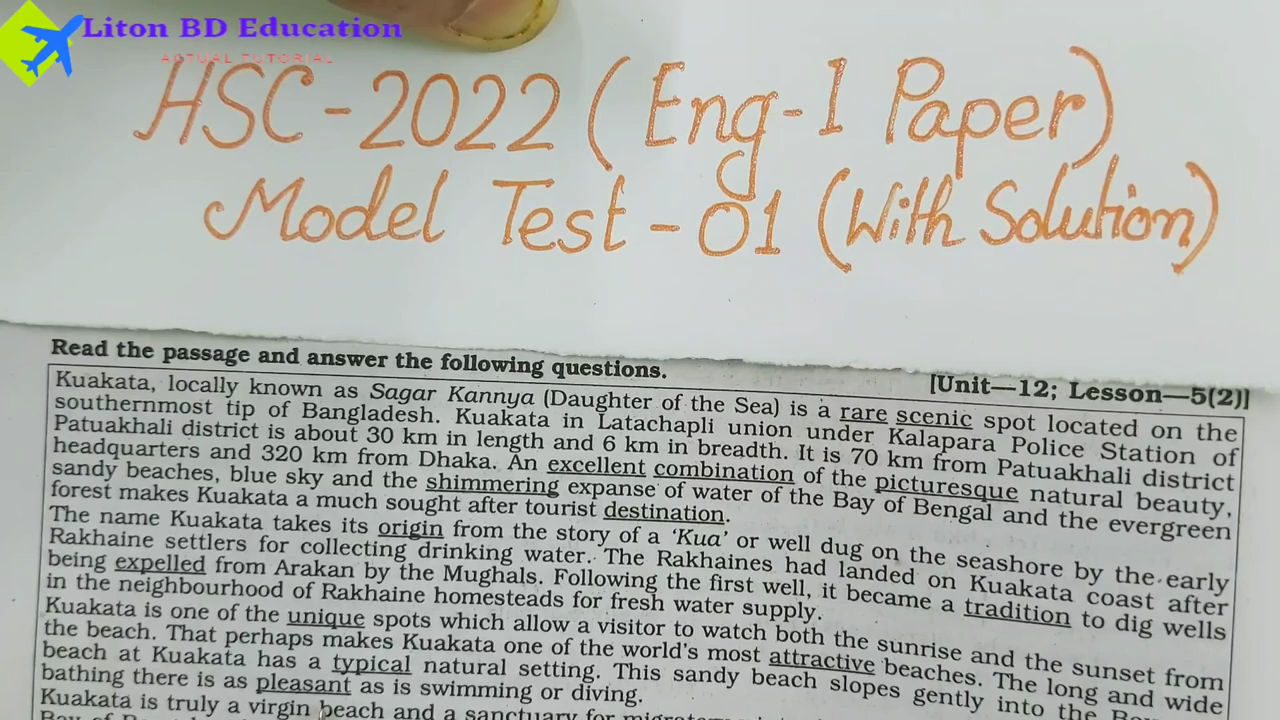 Liton BD Education
ACTUAL TUTORIAL
HSC-2022 (Eng-1 Paper)
Model Test-01 (With Solution)
Read the passage and answer the following questions.
[Unit—12; Lesson—5(2)]
Kuakata, locally known as Sagar Kannya (Daughter of the Sea) is a rare scenic spot located on the
southernmost tip of Bangladesh. Kuakata in Latachapli union under Kalapara Police Station of
Patuakhali district is about 30 km in length and 6 km in breadth. It is 70 km from Patuakhali district
headquarters and 320 km from Dhaka. An excellent combination of the picturesque natural beauty,
sandy beaches, blue sky and the shimmering expanse of water of the Bay of Bengal and the evergreen
forest makes Kuakata a much sought after tourist destination.
The name Kuakata takes its origin from the story of a 'Kua' or well dug on the seashore by the early
Rakhaine settlers for collecting drinking water. The Rakhaines had landed on Kuakata coast after
being expelled from Arakan by the Mughals. Following the first well, it became a tradition to dig wells
in the neighbourhood of Rakhaine homesteads for fresh water supply.
Kuakata is one of the unique spots which allow a visitor to watch both the sunrise and the sunset from
the beach. That perhaps makes Kuakata one of the world's most attractive beaches. The long and wide
beach at Kuakata has a typical natural setting. This sandy beach slopes gently into the Bay
bathing there is as pleasant as is swimming or diving.
Kuakata is truly a virgin beach and a sanctuary for